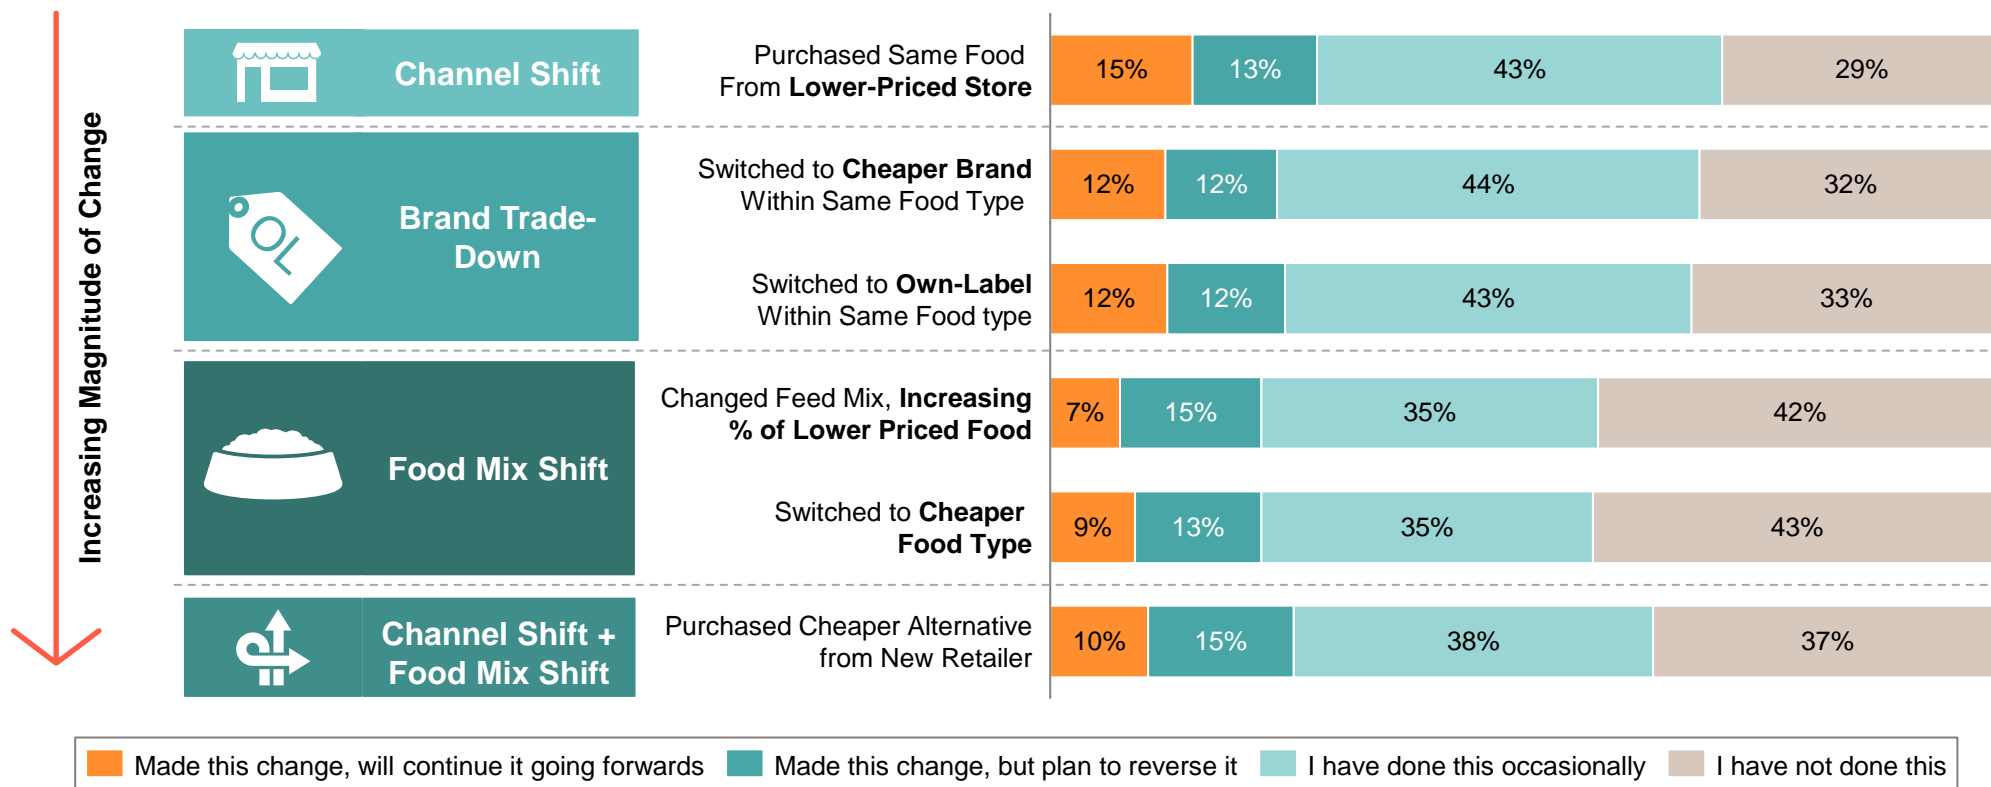 Increasing Magnitude of Change
Channel Shift
Purchased Same Food
From Lower-Priced Store
15%
13%
43%
29%
OL
Brand Trade-
Down
Switched to Cheaper Brand
Within Same Food Type
12%
12%
44%
32%
Switched to Own-Label
Within Same Food type
12%
12%
43%
33%
Food Mix Shift
Changed Feed Mix, Increasing
% of Lower Priced Food
7%
15%
35%
42%
Switched to Cheaper
Food Type
9%
13%
35%
43%
Channel Shift +
Food Mix Shift
Purchased Cheaper Alternative
from New Retailer
10%
15%
38%
37%
Made this change, will continue it going forwards
Made this change, but plan to reverse it
I have done this occasionally
I have not done this